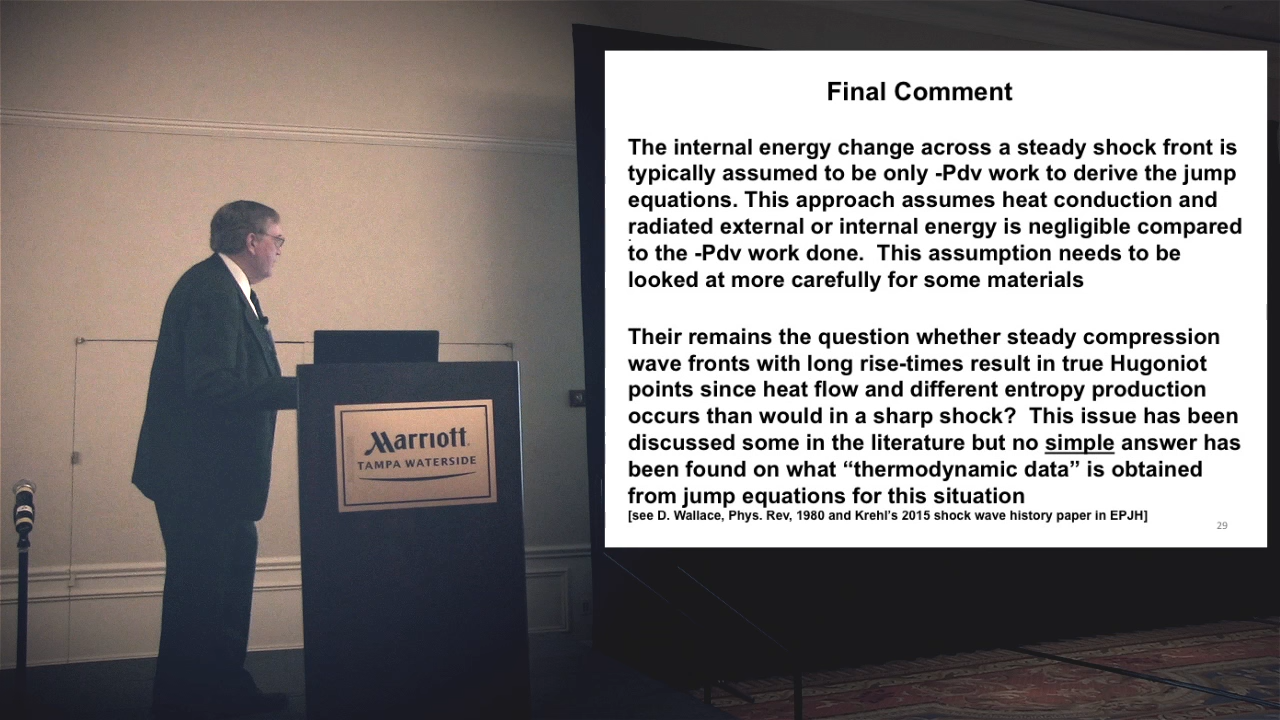 Final Comment
The internal energy change across a steady shock front is
typically assumed to be only -Pdv work to derive the jump
equations. This approach assumes heat conduction and
radiated external or internal energy is negligible compared
to the -Pdv work done.  This assumption needs to be
looked at more carefully for some materials
Their remains the question whether steady compression
wave fronts with long rise-times result in true Hugoniot
points since heat flow and different entropy production
occurs than would in a sharp shock?  This issue has been
discussed some in the literature but no simple answer has
been found on what “thermodynamic data” is obtained
from jump equations for this situation
[see D. Wallace, Phys. Rev, 1980 and Krehl's 2015 shock wave history paper in EPJH]
29
Marriott
TAMPA WATERSIDE